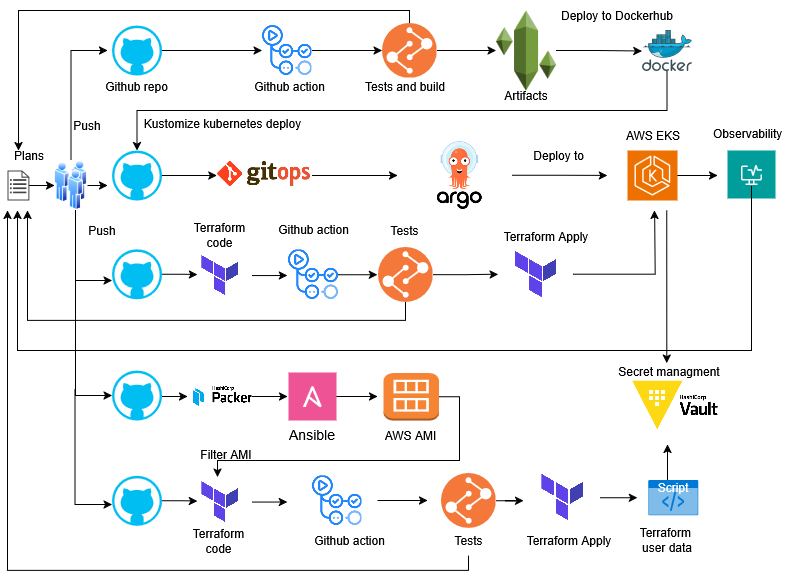 Deploy to Dockerhub
Github repo
Github action
Tests and build
Artifacts
docker
Push
Kustomize kubernetes deploy
Plans
gitops
argo
Deploy to
AWS EKS
Observability
Push
Terraform
code
Github action
Tests
Terraform Apply
Secret managment
HashiCorp
Vault
HashiCorp
Packer
Ansible
AWS AMI
Filter AMI
Terraform
code
Github action
Tests
Terraform Apply
Script
Terraform
user data